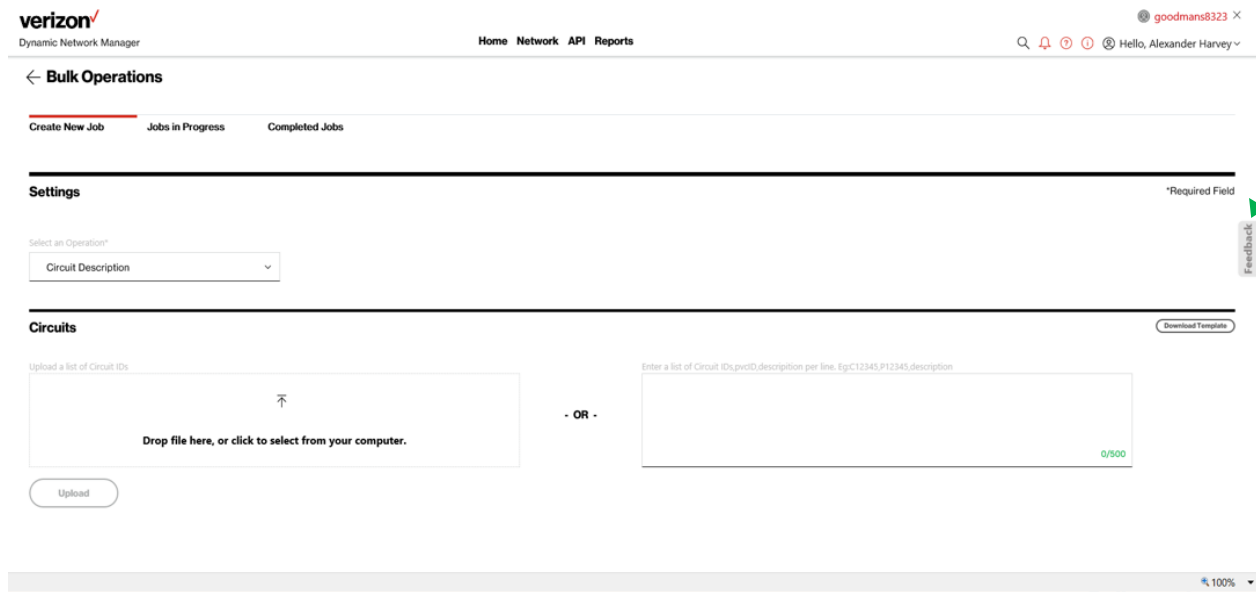 verizon
goodmans8323
Dynamic Network Manager
Home Network API Reports
Hello, Alexander Harvey
Bulk Operations
Create New Job Jobs in Progress Completed Jobs
Settings
*Required Field
Feedback
Select an Operation*
Circuit Description
Circuits
Download Template
Upload a list of Circuit IDs
Enter a list of Circuit IDs,pvcID,descripition per line. Eg:C12345,P12345,description
Drop file here, or click to select from your computer.
- OR -
0/500
Upload
100%